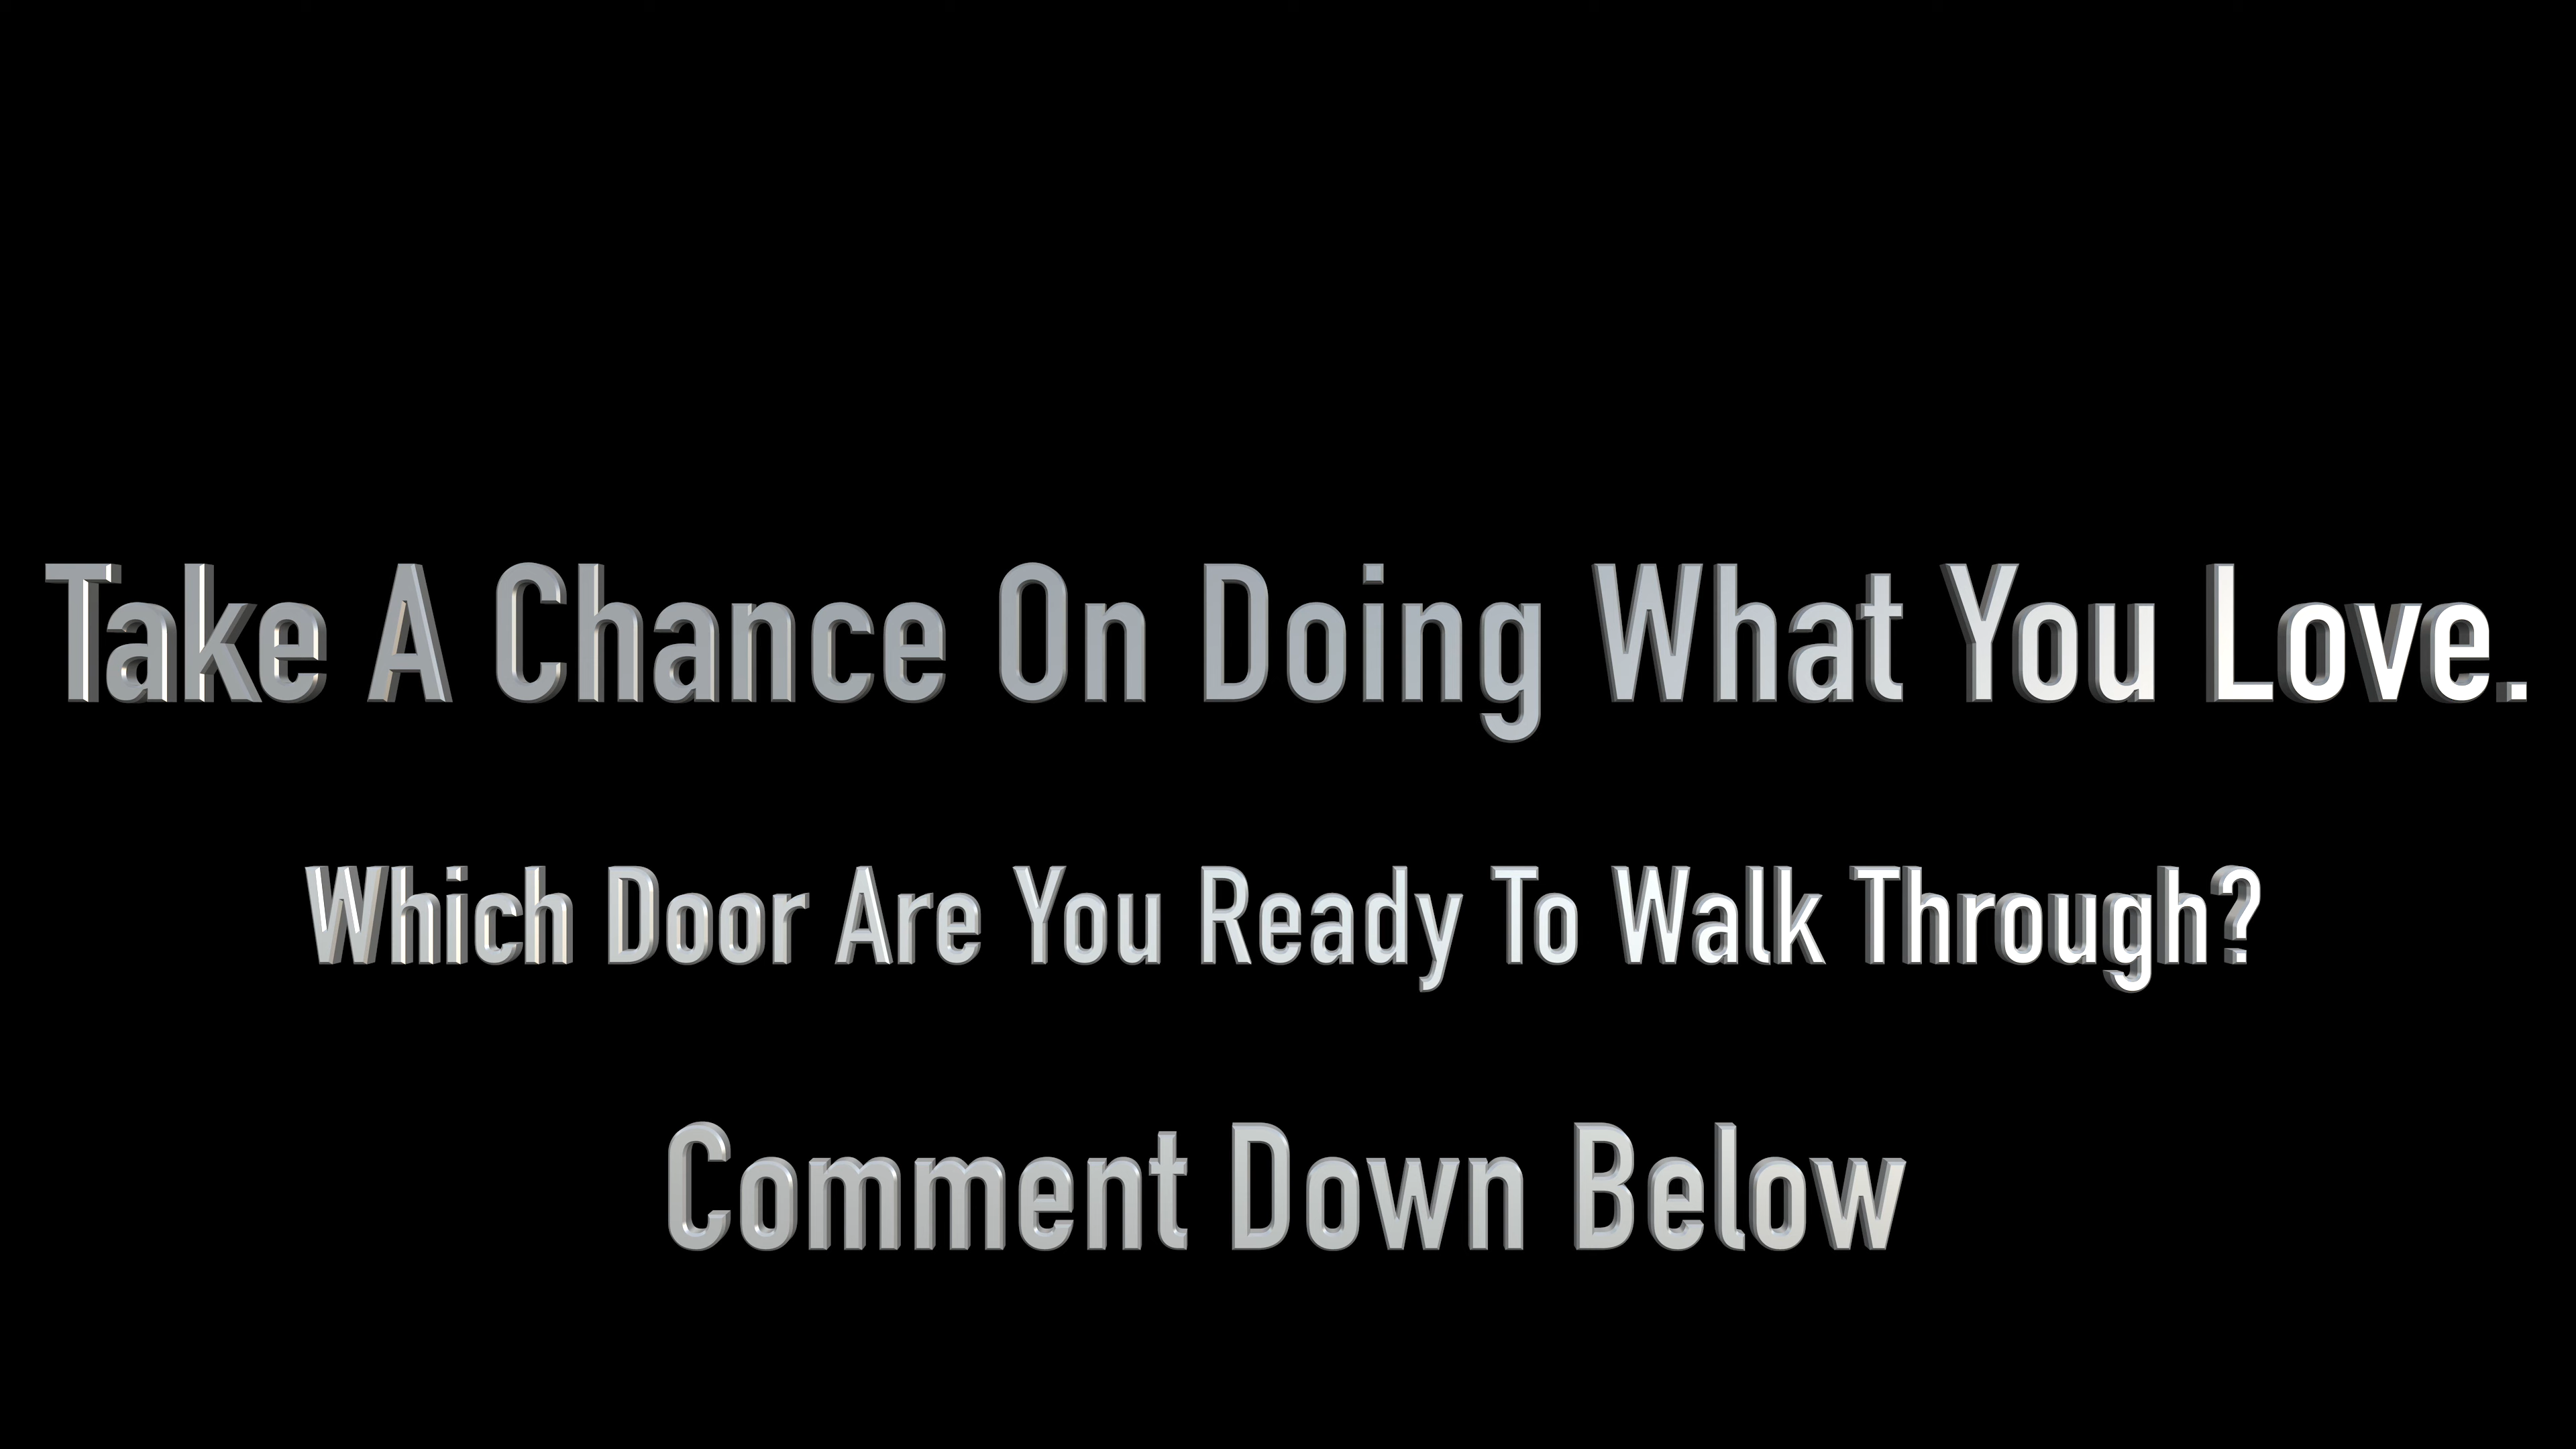 Take A Chance On Doing What You Love.
Which Door Are You Ready To Walk Through?
Comment Down Below